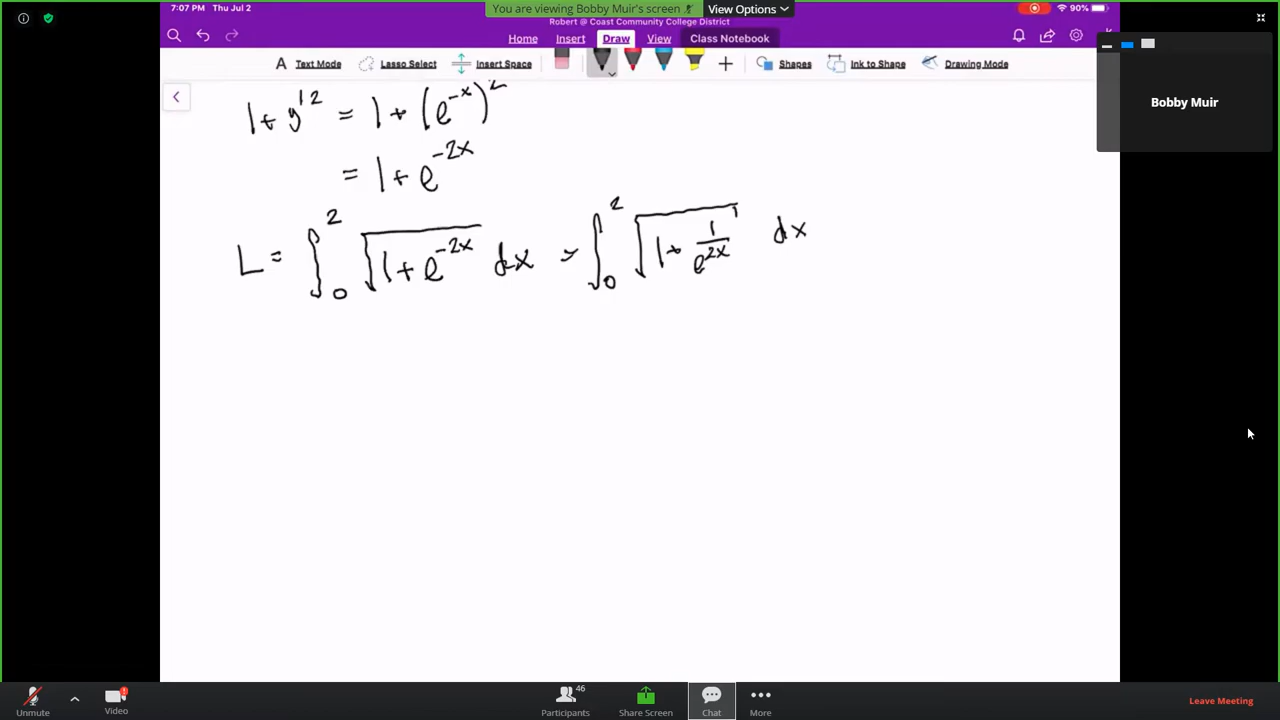 You are viewing Bobby Muir's screen View Options
7:07 PM Thu Jul 2 90%
Robert @ Coast Community College District
Home Insert Draw View Class Notebook
Text Mode Lasso Select Insert Space Shapes Ink to Shape Drawing Mode
Bobby Muir
1 + y'² = 1 + (e^{-x})²
= 1 + e^{-2x}
L = ∫₀² √(1 + e^{-2x}) dx = ∫₀² √(1 + 1/e^{2x}) dx
Unmute Video Participants 46 Share Screen Chat More Leave Meeting